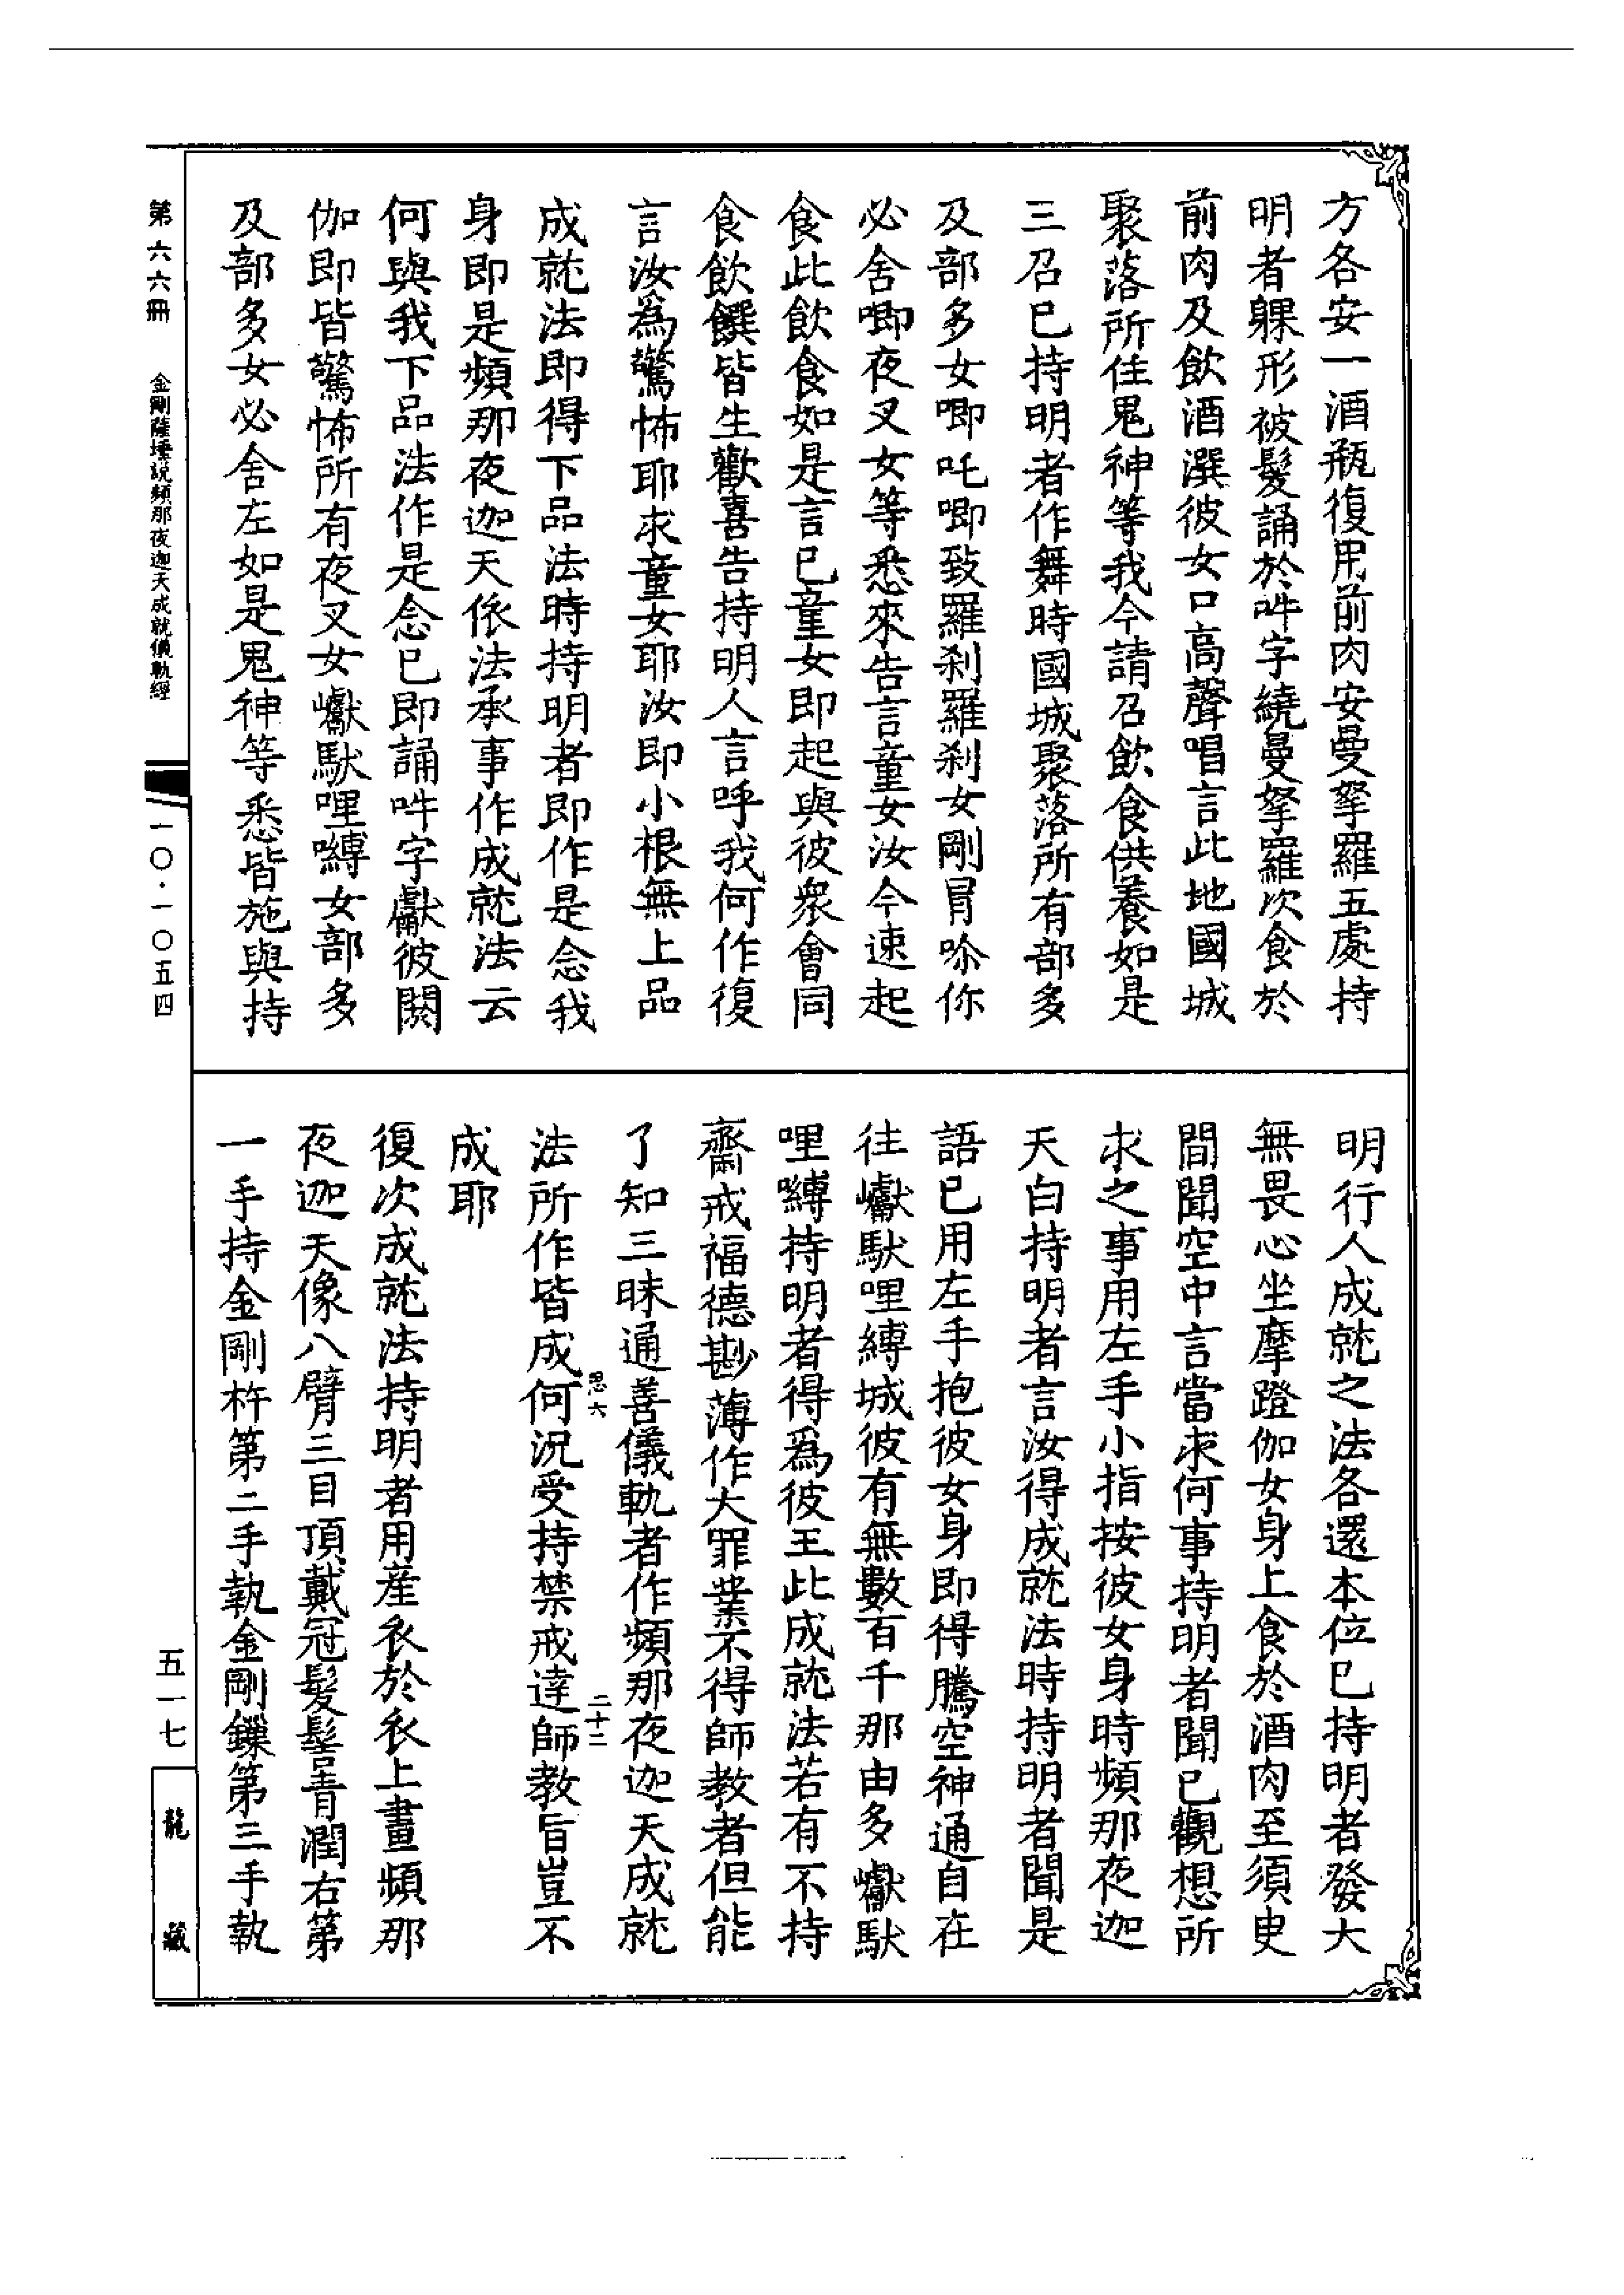 方各安一酒瓶復用前肉安曼拏羅五處持
明者躶形被髮誦於吽字繞曼拏羅次食於
前肉及飲酒潠彼女口高聲唱言此地國城
聚落所住鬼神等我今請召飲食供養如是
三召已持明者作舞時國城聚落所有部多
及部多女唧吒唧致羅刹羅刹女剛冐㖿你
必舍唧夜叉女等悉來告言童女汝今速起
食此飲食如是言已童女即起與彼衆會同
食飲饌皆生歡喜告持明人言呼我何作復
言汝爲驚怖耶求童女耶汝即小根無上品
成就法即得下品法時持明者即作是念我
身即是頻那夜迦天依法承事作成就法云
何與我下品法作是念已即誦吽字獻彼閼
伽即皆驚怖所有夜叉女巘馱哩嚩女部多
及部多女必舍左如是鬼神等悉皆施與持
明行人成就之法各還本位已持明者發大
無畏心坐摩蹬伽女身上食於酒肉至須臾
間聞空中言當求何事持明者聞已觀想所
求之事用左手小指按彼女身時頻那夜迦
天白持明者言汝得成就法時持明者聞是
語已用左手抱彼女身即得騰空神通自在
往巘馱哩縛城彼有無數百千那由多巘馱
哩嚩持明者得爲彼王此成就法若有不持
齋戒福德尠薄作大罪業不得師教者但能
了知三昧通善儀軌者作頻那夜迦天成就
法所作皆成何況受持禁戒達師教旨豈不
成耶
復次成就法持明者用産衣於衣上畫頻那
夜迦天像八臂三目頂戴冠髮髻青潤右第
一手持金剛杵第二手執金剛鏁第三手執
思六
二十二
第六六冊
金剛薩埵說頻那夜迦天成就儀軌經
一〇·一〇五四
五一七
龍藏